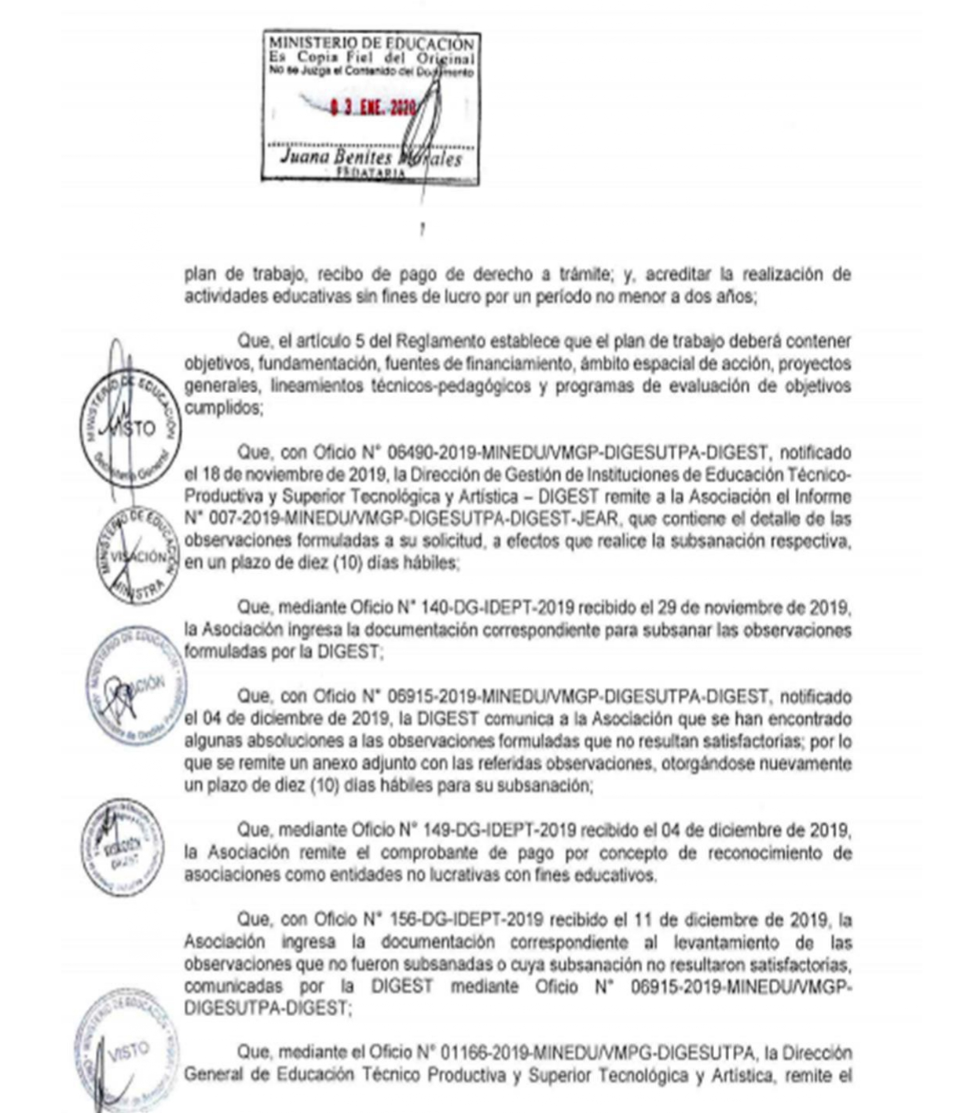 MINISTERIO DE EDUCACIÓN
Es Copia Fiel del Original
No se Juzga el Contenido del Documento
0 3 ENE. 2020
Juana Benites Morales
FEDATARIA
plan de trabajo, recibo de pago de derecho a trámite; y, acreditar la realización de
actividades educativas sin fines de lucro por un período no menor a dos años;
Que, el artículo 5 del Reglamento establece que el plan de trabajo deberá contener
objetivos, fundamentación, fuentes de financiamiento, ámbito espacial de acción, proyectos
generales, lineamientos técnicos-pedagógicos y programas de evaluación de objetivos
cumplidos;
MINISTERIO DE EDUCACIÓN
VISTO
Secretaría General
Que, con Oficio N° 06490-2019-MINEDU/VMGP-DIGESUTPA-DIGEST, notificado
el 18 de noviembre de 2019, la Dirección de Gestión de Instituciones de Educación Técnico-
Productiva y Superior Tecnológica y Artística – DIGEST remite a la Asociación el Informe
N° 007-2019-MINEDU/VMGP-DIGESUTPA-DIGEST-JEAR, que contiene el detalle de las
observaciones formuladas a su solicitud, a efectos que realice la subsanación respectiva,
en un plazo de diez (10) días hábiles;
MINISTERIO DE EDUCACIÓN
VISACIÓN
MINISTRA
Que, mediante Oficio N° 140-DG-IDEPT-2019 recibido el 29 de noviembre de 2019,
la Asociación ingresa la documentación correspondiente para subsanar las observaciones
formuladas por la DIGEST;
MINISTERIO DE EDUCACIÓN
VISACIÓN
Que, con Oficio N° 06915-2019-MINEDU/VMGP-DIGESUTPA-DIGEST, notificado
el 04 de diciembre de 2019, la DIGEST comunica a la Asociación que se han encontrado
algunas absoluciones a las observaciones formuladas que no resultan satisfactorias; por lo
que se remite un anexo adjunto con las referidas observaciones, otorgándose nuevamente
un plazo de diez (10) días hábiles para su subsanación;
VISACIÓN
Que, mediante Oficio N° 149-DG-IDEPT-2019 recibido el 04 de diciembre de 2019,
la Asociación remite el comprobante de pago por concepto de reconocimiento de
asociaciones como entidades no lucrativas con fines educativos.
Que, con Oficio N° 156-DG-IDEPT-2019 recibido el 11 de diciembre de 2019, la
Asociación ingresa la documentación correspondiente al levantamiento de las
observaciones que no fueron subsanadas o cuya subsanación no resultaron satisfactorias,
comunicadas por la DIGEST mediante Oficio N° 06915-2019-MINEDU/VMGP-
DIGESUTPA-DIGEST;
MINISTERIO DE EDUCACIÓN
VISTO
Que, mediante el Oficio N° 01166-2019-MINEDU/VMPG-DIGESUTPA, la Dirección
General de Educación Técnico Productiva y Superior Tecnológica y Artística, remite el